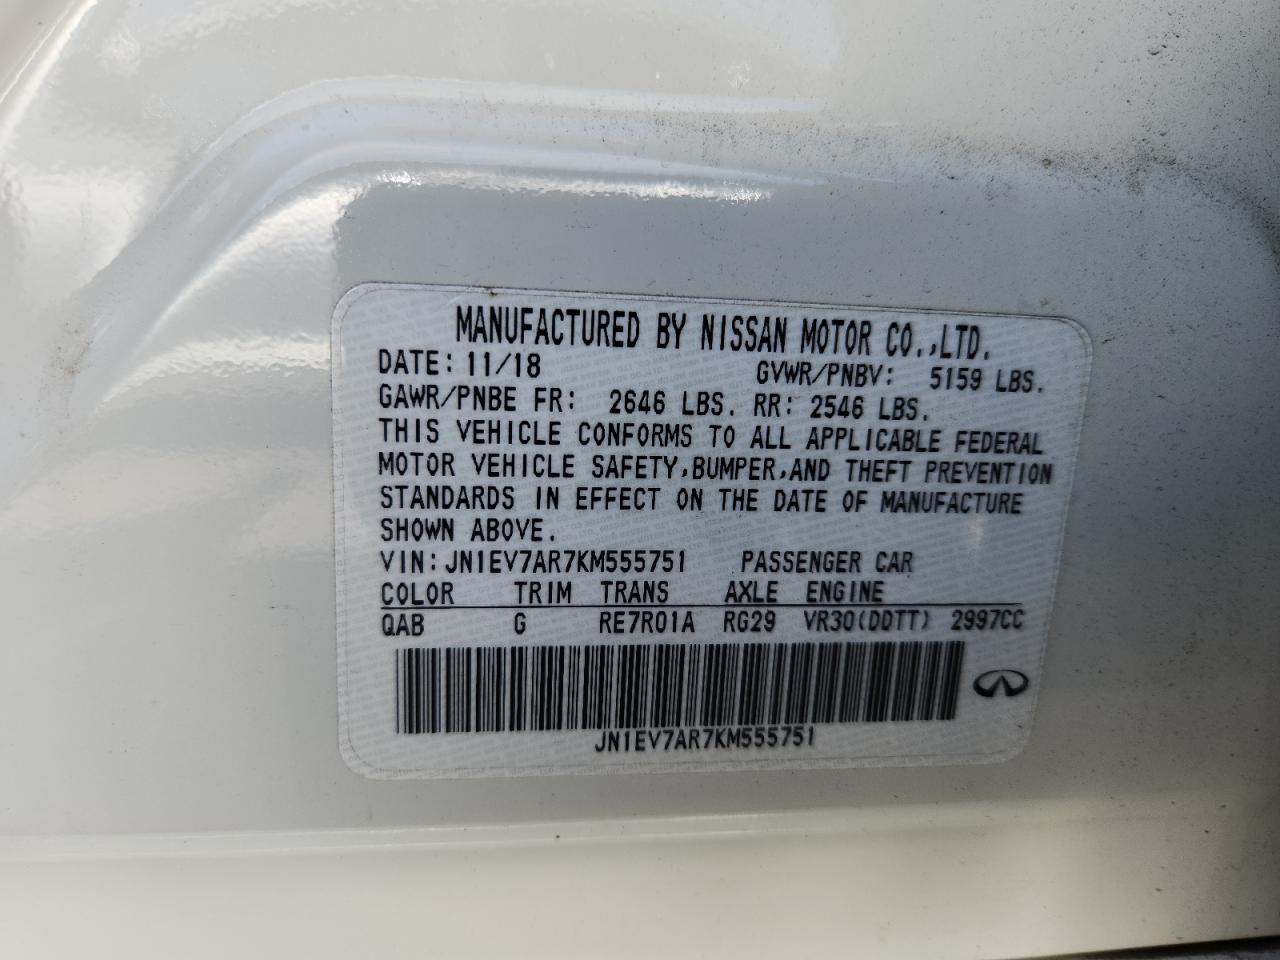 MANUFACTURED BY NISSAN MOTOR CO.,LTD.
DATE: 11/18 GVWR/PNBV: 5159 LBS.
GAWR/PNBE FR: 2646 LBS. RR: 2546 LBS.
THIS VEHICLE CONFORMS TO ALL APPLICABLE FEDERAL
MOTOR VEHICLE SAFETY,BUMPER,AND THEFT PREVENTION
STANDARDS IN EFFECT ON THE DATE OF MANUFACTURE
SHOWN ABOVE.
VIN:JN1EV7AR7KM555751 PASSENGER CAR
COLOR TRIM TRANS AXLE ENGINE
QAB G RE7R01A RG29 VR30(DDTT) 2997CC
JN1EV7AR7KM555751